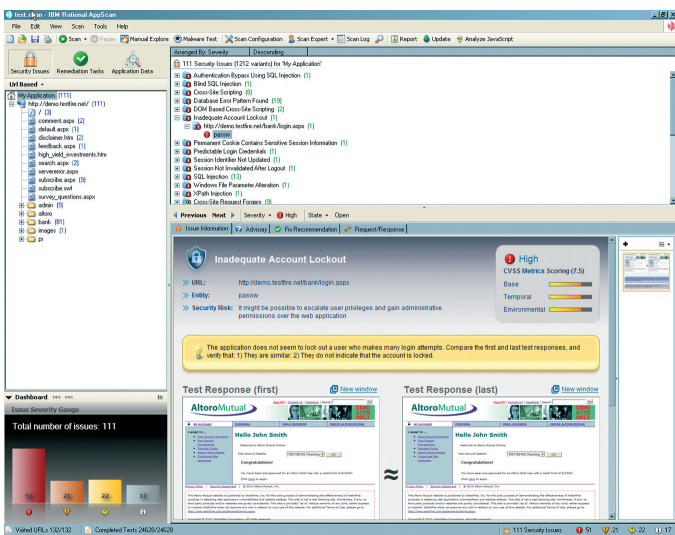 test.scan - IBM Rational AppScan
File Edit View Scan Tools Help
Scan Pause Manual Explore Malware Test Scan Configuration Scan Expert Scan Log Report Update Analyze JavaScript
Security Issues Remediation Tasks Application Data
Url Based
My Application (111)
http://demo.testfire.net/ (111)
/ (3)
comment.aspx (2)
default.aspx (1)
disclaimer.htm (2)
feedback.aspx (1)
high_yield_investments.htm
search.aspx (2)
servererror.aspx
subscribe.aspx (9)
subscribe.swf
survey_questions.aspx
admin (9)
altoro
bank (81)
images (1)
pr
Arranged By: Severity Descending
111 Security Issues (1212 variants) for 'My Application'
Authentication Bypass Using SQL Injection (1)
Blind SQL Injection (1)
Cross-Site Scripting (8)
Database Error Pattern Found (19)
DOM Based Cross-Site Scripting (2)
Inadequate Account Lockout (1)
http://demo.testfire.net/bank/login.aspx (1)
passw
Permanent Cookie Contains Sensitive Session Information (1)
Predictable Login Credentials (1)
Session Identifier Not Updated (1)
Session Not Invalidated After Logout (1)
SQL Injection (13)
Windows File Parameter Alteration (1)
XPath Injection (1)
Cross-Site Request Forgery (9)
Previous Next Severity High State Open
Issue Information Advisory Fix Recommendation Request/Response
Inadequate Account Lockout
URL: http://demo.testfire.net/bank/login.aspx
Entity: passw
Security Risk: It might be possible to escalate user privileges and gain administrative
permissions over the web application
High
CVSS Metrics Scoring (7.5)
Base
Temporal
Environmental
The application does not seem to lock out a user who makes many login attempts. Compare the first and last test responses, and
verify that: 1) They are similar. 2) They do not indicate that the account is locked.
Test Response (first) New window
AltoroMutual
Hello John Smith
Welcome to Altoro Mutual Online.
Congratulations!
Test Response (last) New window
AltoroMutual
Hello John Smith
Welcome to Altoro Mutual Online.
Congratulations!
≈
Dashboard
Issue Severity Gauge
Total number of issues: 111
51 21 22 17
Visited URLs 132/132 Completed Tests 24628/24628 111 Security Issues 51 21 22 17